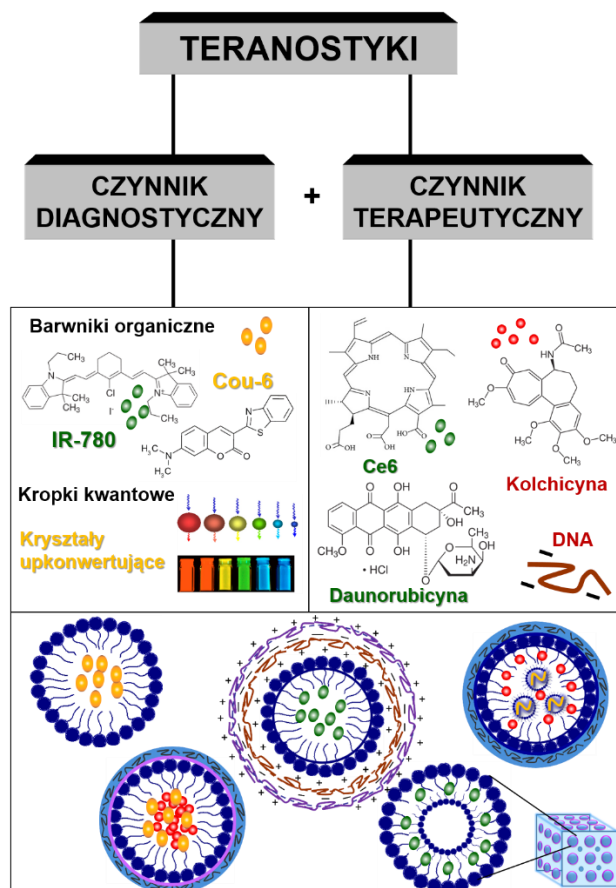 TERANOSTYKI
CZYNNIK
DIAGNOSTYCZNY
+
CZYNNIK
TERAPEUTYCZNY
Barwniki organiczne
Cou-6
IR-780
Kropki kwantowe
Kryształy
upkonwertujące
Ce6
Kolchicyna
Daunorubicyna
• HCl
DNA